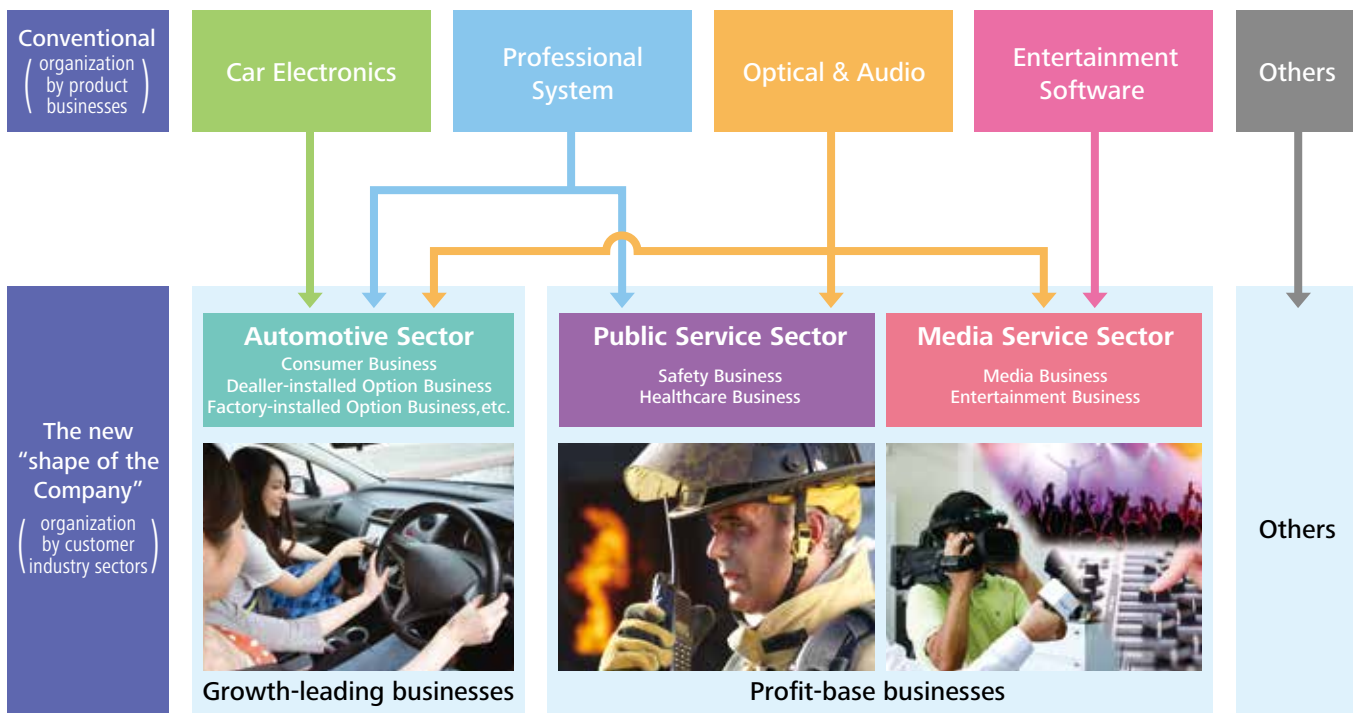 Conventional
(organization
by product
businesses)
Car Electronics
Professional
System
Optical & Audio
Entertainment
Software
Others
The new
“shape of the
Company”
(organization
by customer
industry sectors)
Automotive Sector
Consumer Business
Dealler-installed Option Business
Factory-installed Option Business,etc.
Growth-leading businesses
Public Service Sector
Safety Business
Healthcare Business
Media Service Sector
Media Business
Entertainment Business
Profit-base businesses
Others